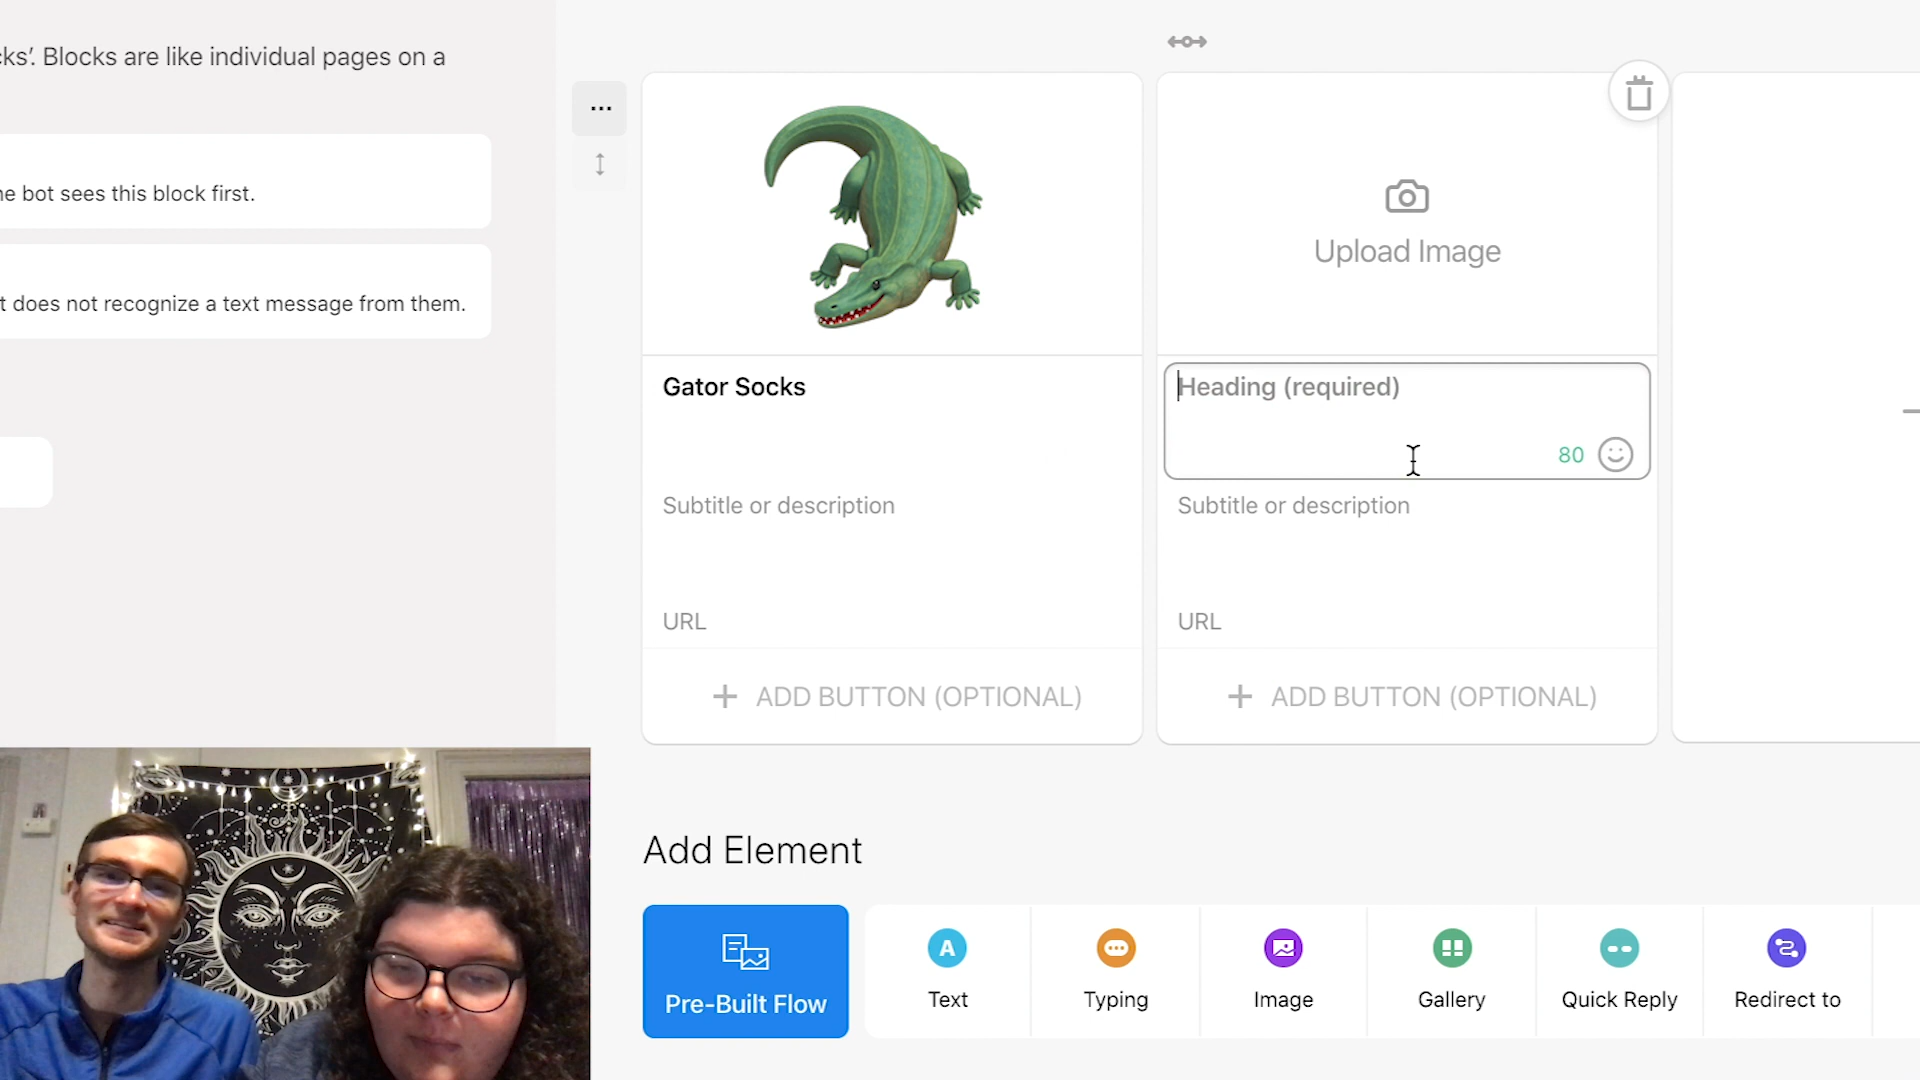 cks’. Blocks are like individual pages on a
he bot sees this block first.
t does not recognize a text message from them.
Gator Socks
Subtitle or description
URL
+ ADD BUTTON (OPTIONAL)
Upload Image
Heading (required)
80
Subtitle or description
URL
+ ADD BUTTON (OPTIONAL)
Add Element
Pre-Built Flow
A
Text
Typing
Image
Gallery
Quick Reply
Redirect to